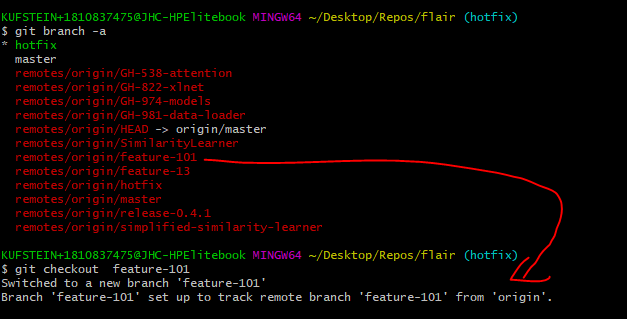 KUFSTEIN+1810837475@JHC-HPElitebook MINGW64 ~/Desktop/Repos/flair (hotfix)
$ git branch -a
* hotfix
master
remotes/origin/GH-538-attention
remotes/origin/GH-822-xlnet
remotes/origin/GH-974-models
remotes/origin/GH-981-data-loader
remotes/origin/HEAD -> origin/master
remotes/origin/SimilarityLearner
remotes/origin/feature-101
remotes/origin/feature-13
remotes/origin/hotfix
remotes/origin/master
remotes/origin/release-0.4.1
remotes/origin/simplified-similarity-learner
KUFSTEIN+1810837475@JHC-HPElitebook MINGW64 ~/Desktop/Repos/flair (hotfix)
$ git checkout  feature-101
Switched to a new branch 'feature-101'
Branch 'feature-101' set up to track remote branch 'feature-101' from 'origin'.